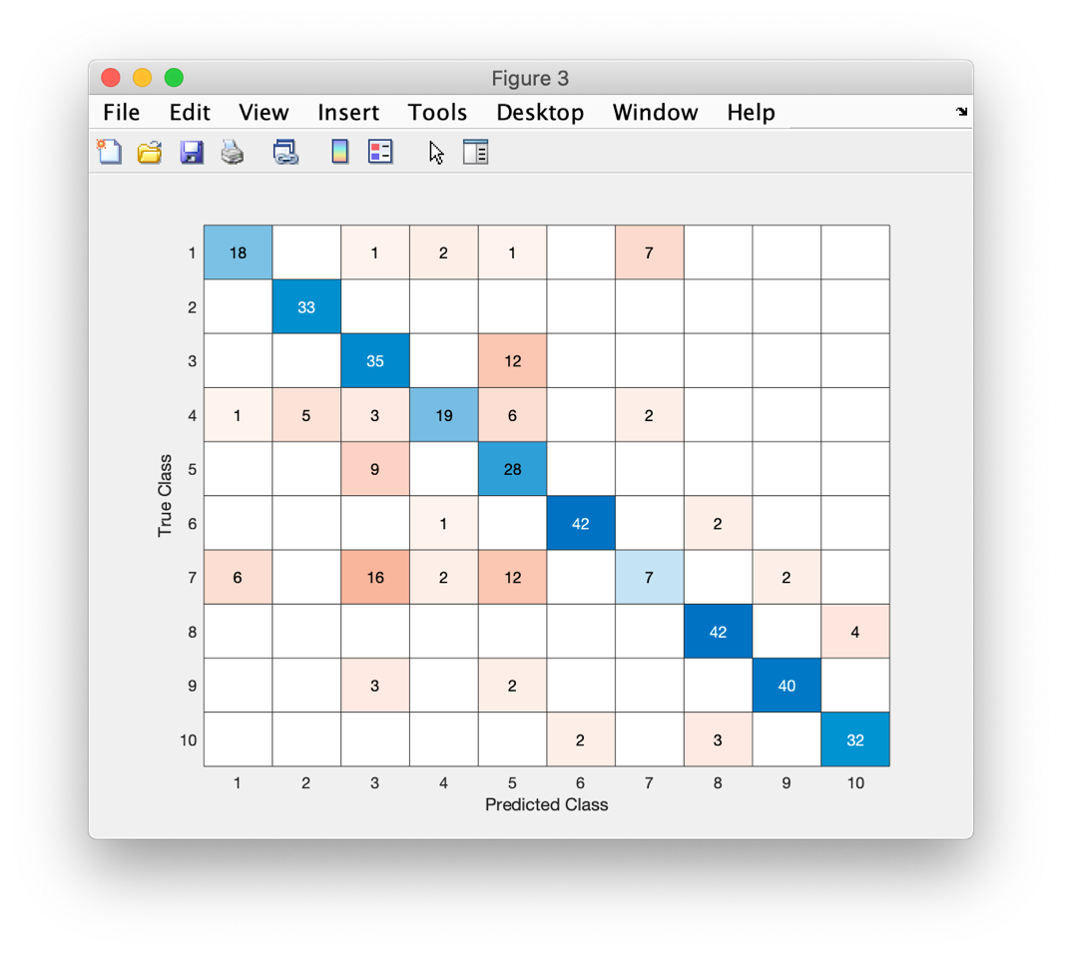 Figure 3
File Edit View Insert Tools Desktop Window Help
1 18 1 2 1 7
2 33
3 35 12
4 1 5 3 19 6 2
5 9 28
6 1 42 2
7 6 16 2 12 7 2
8 42 4
9 3 2 40
10 2 3 32
True Class
1 2 3 4 5 6 7 8 9 10
Predicted Class